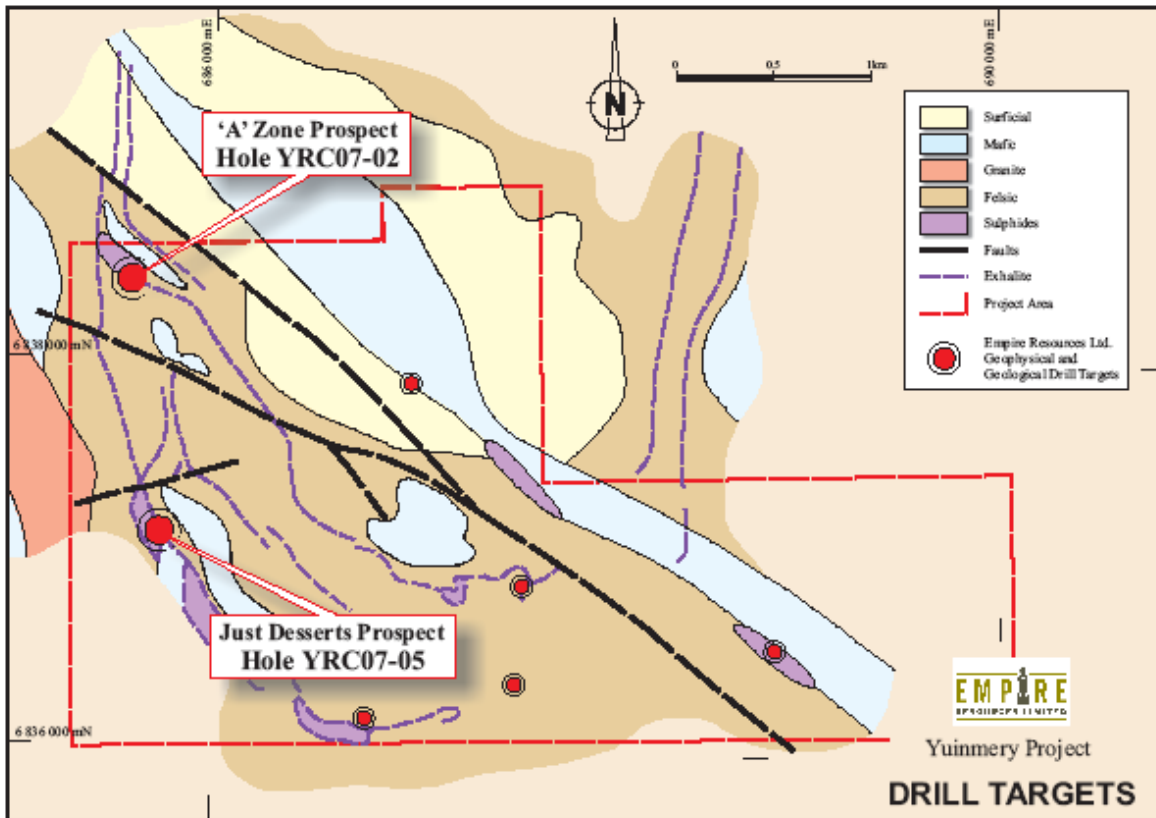 686 000 mE
690 000 mE
0
0.5
1km
N
'A' Zone Prospect
Hole YRC07-02
Surficial
Mafic
Granite
Felsic
Sulphides
Faults
Exhalite
Project Area
Empire Resources Ltd.
Geophysical and
Geological Drill Targets
6 838 000 mN
Just Desserts Prospect
Hole YRC07-05
6 836 000 mN
EMPIRE
RESOURCES LIMITED
Yuinmery Project
DRILL TARGETS